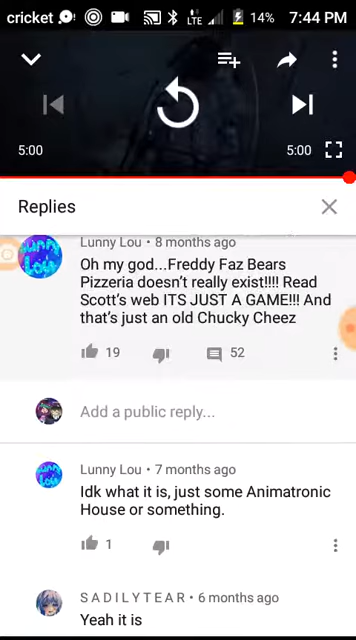 cricket
LTE
14%
7:44 PM
5:00
5:00
Replies
Lunny Lou • 8 months ago
Oh my god...Freddy Faz Bears
Pizzeria doesn't really exist!!!! Read
Scott's web ITS JUST A GAME!!! And
that's just an old Chucky Cheez
19
52
Add a public reply...
Lunny Lou • 7 months ago
Idk what it is, just some Animatronic
House or something.
1
S A D I L Y T E A R • 6 months ago
Yeah it is